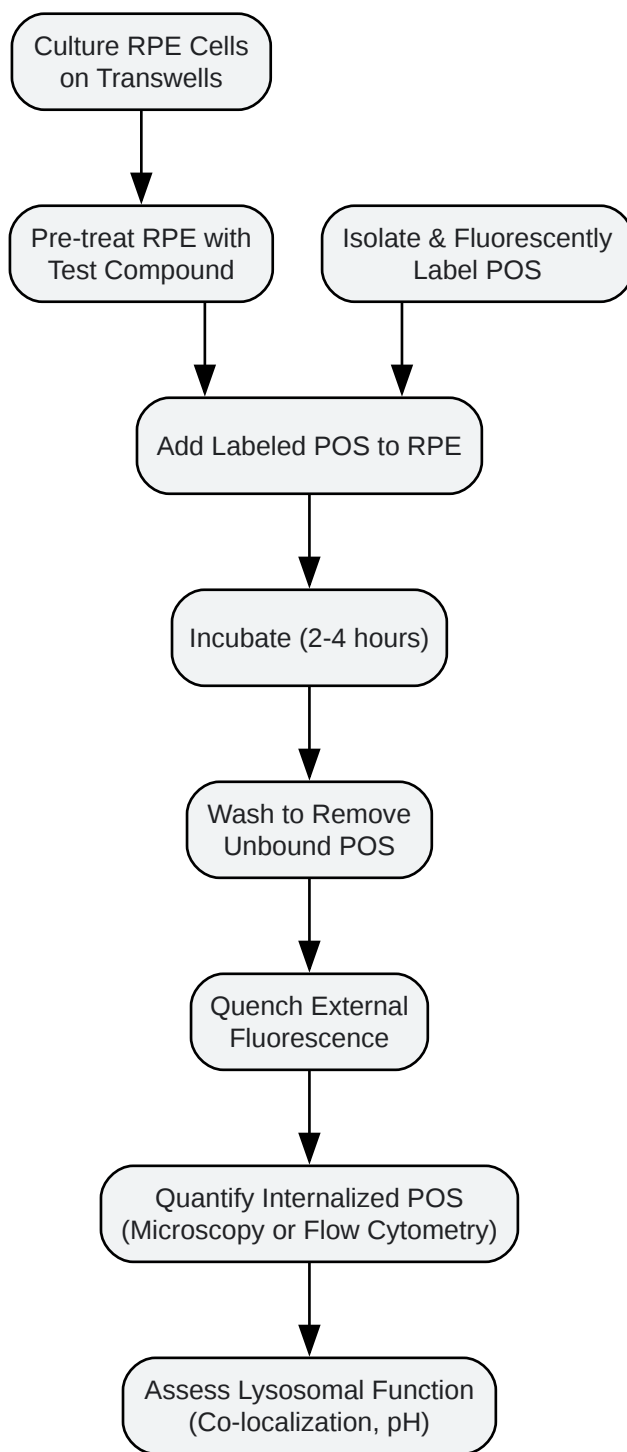 Culture RPE Cells
on Transwells
Pre-treat RPE with
Test Compound
Isolate & Fluorescently
Label POS
Add Labeled POS to RPE
Incubate (2-4 hours)
Wash to Remove
Unbound POS
Quench External
Fluorescence
Quantify Internalized POS
(Microscopy or Flow Cytometry)
Assess Lysosomal Function
(Co-localization, pH)